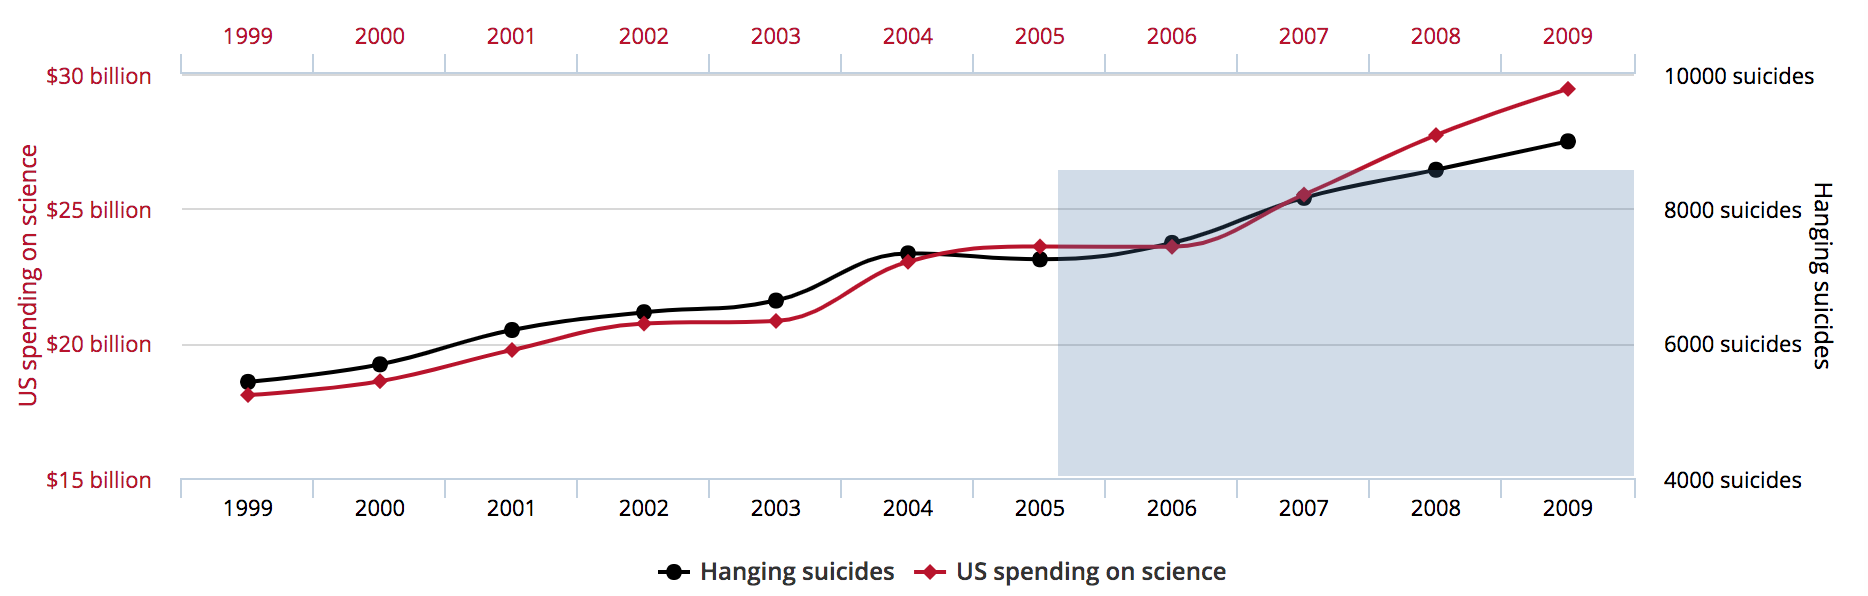 1999 2000 2001 2002 2003 2004 2005 2006 2007 2008 2009
$30 billion
$25 billion
$20 billion
$15 billion
US spending on science
10000 suicides
8000 suicides
6000 suicides
4000 suicides
Hanging suicides
1999 2000 2001 2002 2003 2004 2005 2006 2007 2008 2009
Hanging suicides US spending on science